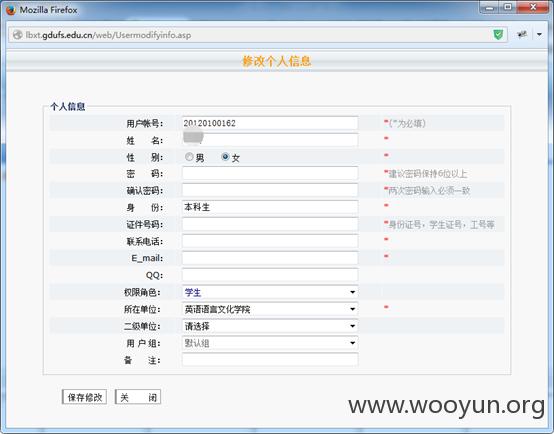 Mozilla Firefox
lbxt.gdufs.edu.cn/web/Usermodifyinfo.asp
修改个人信息
个人信息
用户帐号: 20120100162 *(*为必填)
姓 名: *
性 别: 男 女 *
密 码: *建议密码保持6位以上
确认密码: *两次密码输入必须一致
身 份: 本科生 *
证件号码: *身份证号，学生证号，工号等
联系电话: *
E_mail: *
QQ:
权限角色: 学生
所在单位: 英语语言文化学院 *
二级单位: 请选择
用 户 组: 默认组
备 注:
保存修改 关 闭
www.wooyun.org